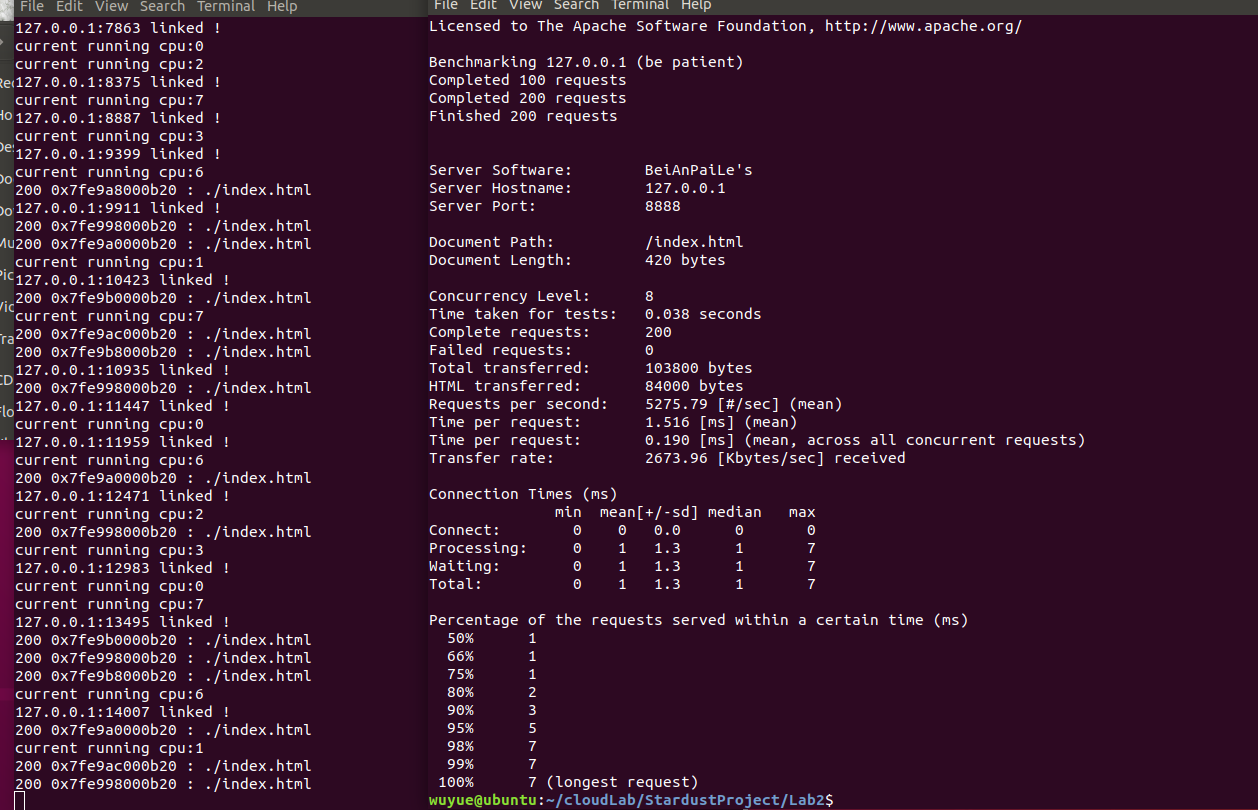 File Edit View Search Terminal Help
127.0.0.1:7863 linked !
current running cpu:0
current running cpu:2
127.0.0.1:8375 linked !
current running cpu:7
127.0.0.1:8887 linked !
current running cpu:3
127.0.0.1:9399 linked !
current running cpu:6
200 0x7fe9a8000b20 : ./index.html
127.0.0.1:9911 linked !
200 0x7fe998000b20 : ./index.html
200 0x7fe9a0000b20 : ./index.html
current running cpu:1
127.0.0.1:10423 linked !
200 0x7fe9b0000b20 : ./index.html
current running cpu:7
200 0x7fe9ac000b20 : ./index.html
200 0x7fe9b8000b20 : ./index.html
127.0.0.1:10935 linked !
200 0x7fe998000b20 : ./index.html
127.0.0.1:11447 linked !
current running cpu:0
127.0.0.1:11959 linked !
current running cpu:6
200 0x7fe9a0000b20 : ./index.html
127.0.0.1:12471 linked !
current running cpu:2
200 0x7fe998000b20 : ./index.html
current running cpu:3
127.0.0.1:12983 linked !
current running cpu:0
current running cpu:7
127.0.0.1:13495 linked !
200 0x7fe9b0000b20 : ./index.html
200 0x7fe998000b20 : ./index.html
200 0x7fe9b8000b20 : ./index.html
current running cpu:6
127.0.0.1:14007 linked !
200 0x7fe9a0000b20 : ./index.html
current running cpu:1
200 0x7fe9ac000b20 : ./index.html
200 0x7fe998000b20 : ./index.html
File Edit View Search Terminal Help
Licensed to The Apache Software Foundation, http://www.apache.org/
Benchmarking 127.0.0.1 (be patient)
Completed 100 requests
Completed 200 requests
Finished 200 requests
Server Software: BeiAnPaiLe's
Server Hostname: 127.0.0.1
Server Port: 8888
Document Path: /index.html
Document Length: 420 bytes
Concurrency Level: 8
Time taken for tests: 0.038 seconds
Complete requests: 200
Failed requests: 0
Total transferred: 103800 bytes
HTML transferred: 84000 bytes
Requests per second: 5275.79 [#/sec] (mean)
Time per request: 1.516 [ms] (mean)
Time per request: 0.190 [ms] (mean, across all concurrent requests)
Transfer rate: 2673.96 [Kbytes/sec] received
Connection Times (ms)
min mean[+/-sd] median max
Connect: 0 0 0.0 0 0
Processing: 0 1 1.3 1 7
Waiting: 0 1 1.3 1 7
Total: 0 1 1.3 1 7
Percentage of the requests served within a certain time (ms)
50% 1
66% 1
75% 1
80% 2
90% 3
95% 5
98% 7
99% 7
100% 7 (longest request)
wuyue@ubuntu:~/cloudLab/StardustProject/Lab2$